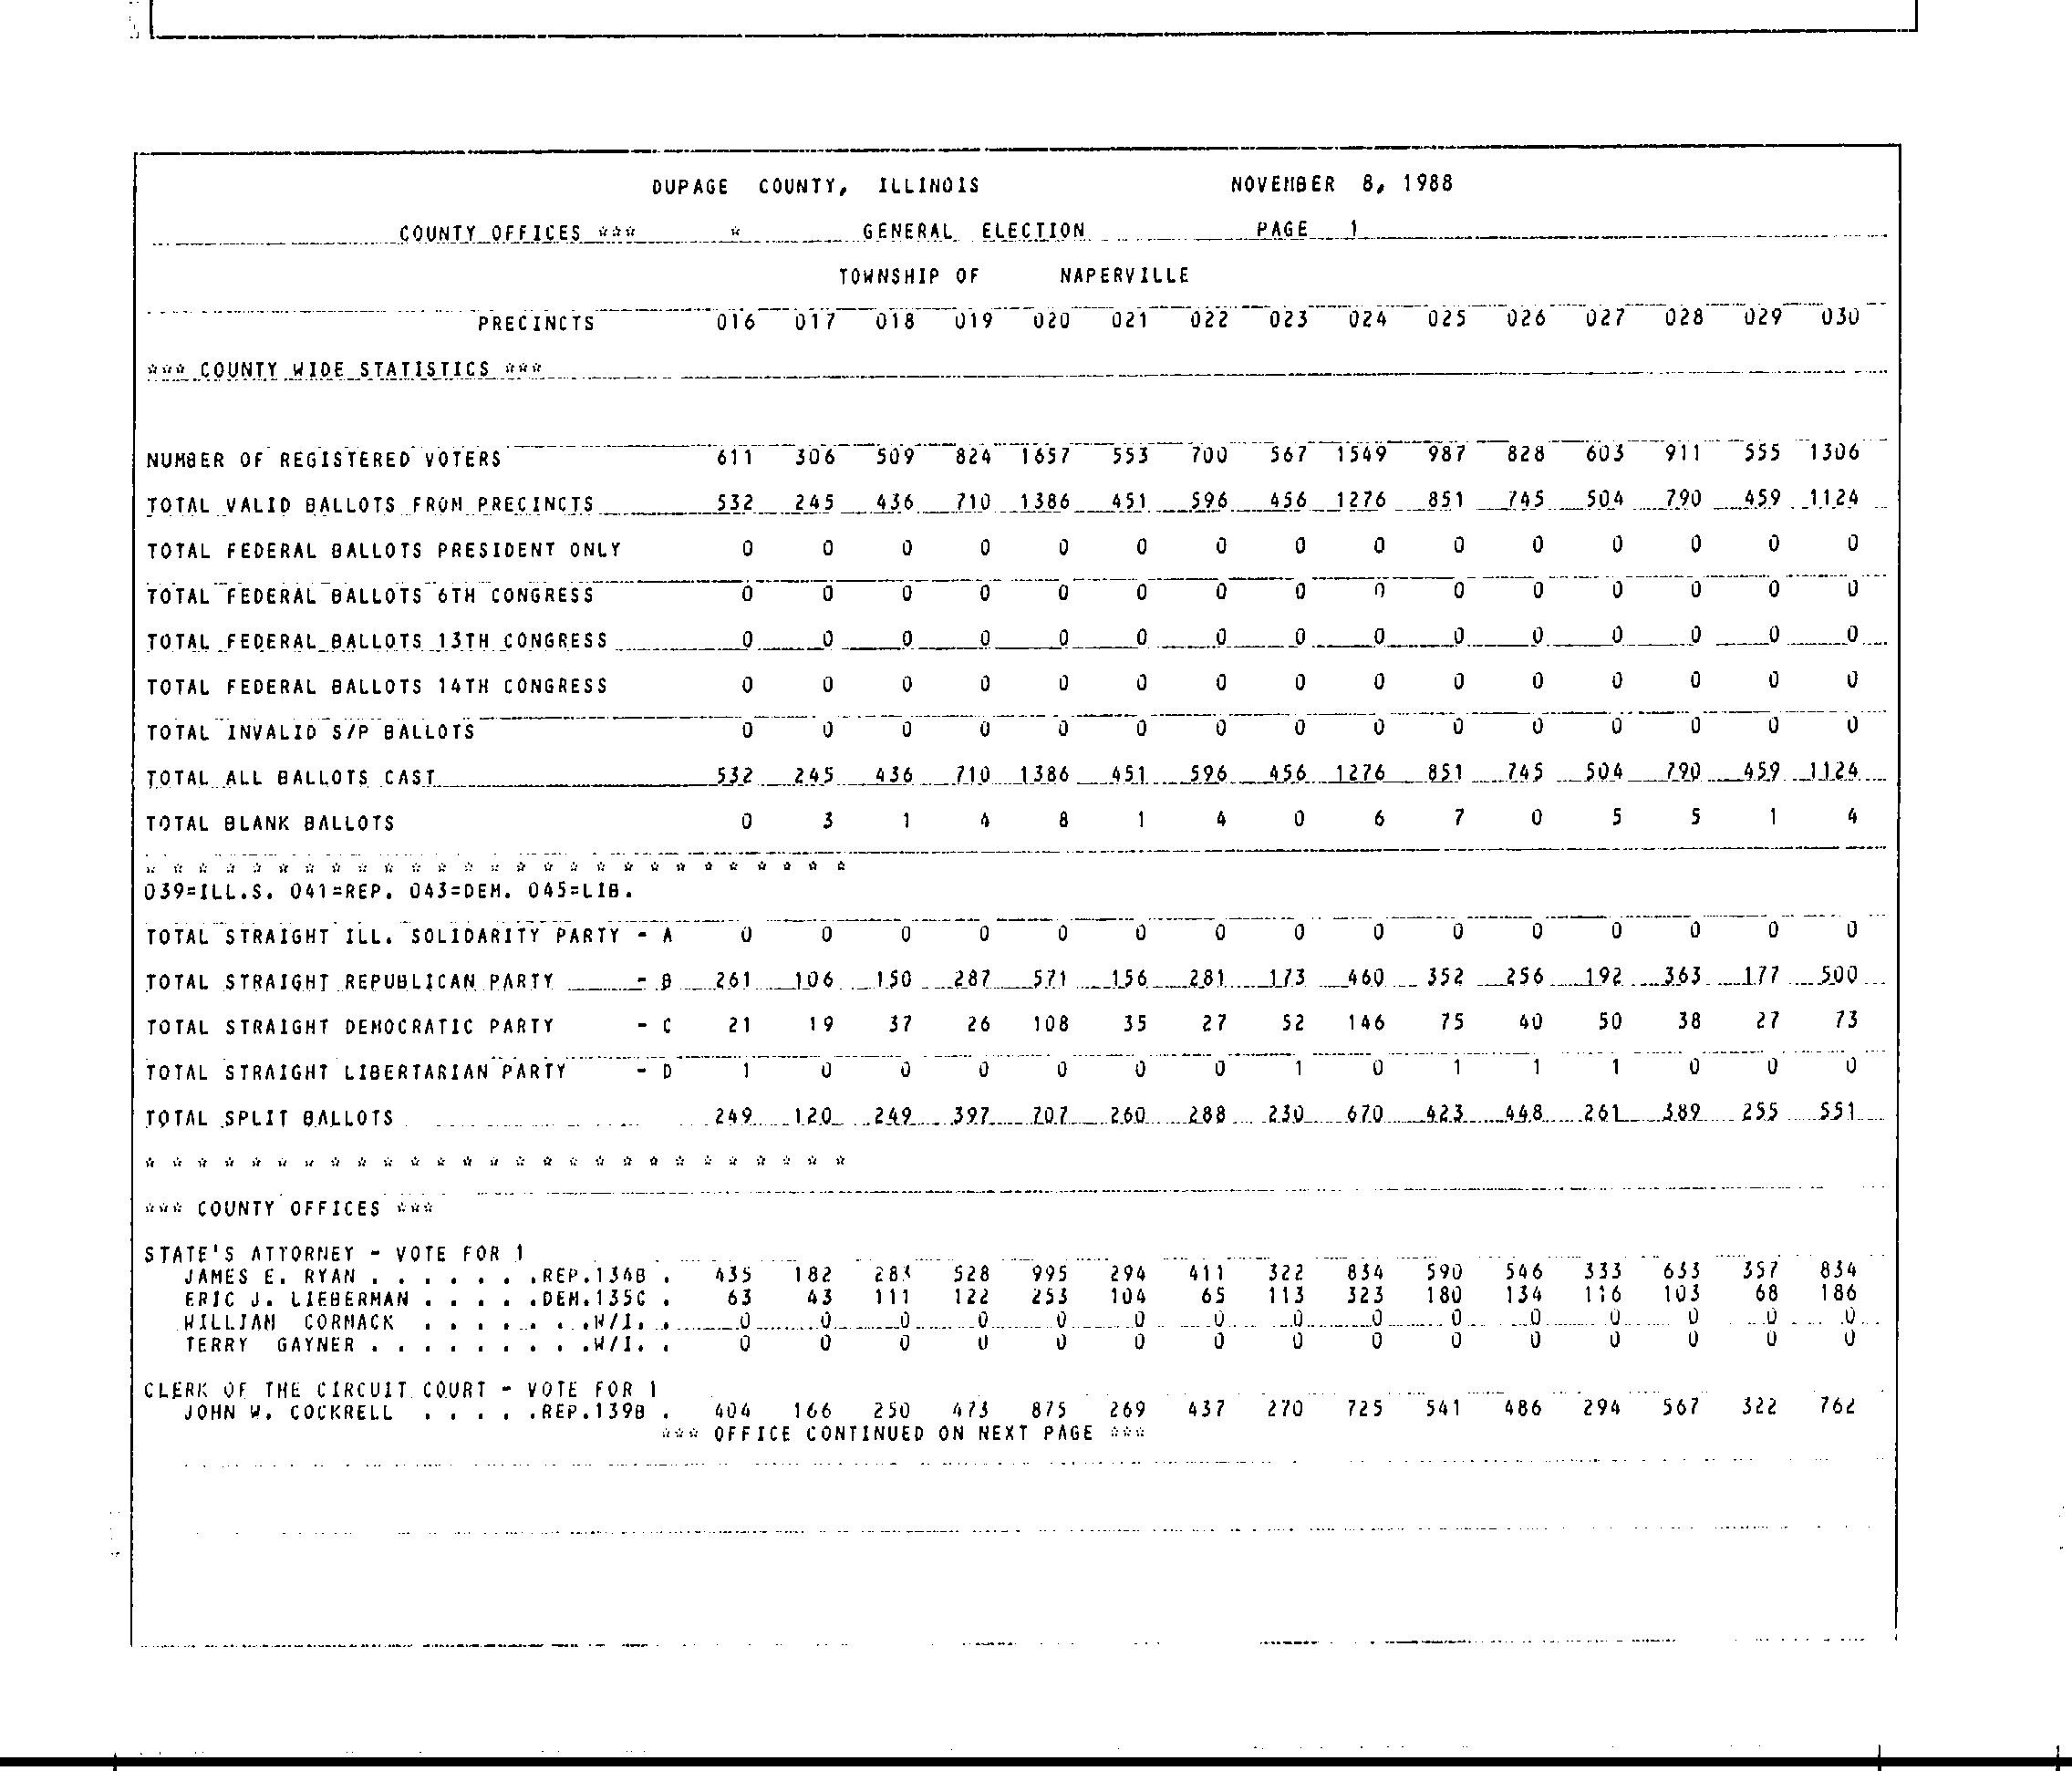 DUPAGE COUNTY, ILLINOIS NOVEMBER 8, 1988
COUNTY OFFICES *** * GENERAL ELECTION PAGE 1
TOWNSHIP OF NAPERVILLE
PRECINCTS 016 017 018 019 020 021 022 023 024 025 026 027 028 029 030
*** COUNTY WIDE STATISTICS ***
NUMBER OF REGISTERED VOTERS 611 306 509 824 1657 553 700 567 1549 987 828 603 911 555 1306
TOTAL VALID BALLOTS FROM PRECINCTS 532 245 436 710 1386 451 596 456 1276 851 745 504 790 459 1124
TOTAL FEDERAL BALLOTS PRESIDENT ONLY 0 0 0 0 0 0 0 0 0 0 0 0 0 0 0
TOTAL FEDERAL BALLOTS 6TH CONGRESS 0 0 0 0 0 0 0 0 0 0 0 0 0 0 0
TOTAL FEDERAL BALLOTS 13TH CONGRESS 0 0 0 0 0 0 0 0 0 0 0 0 0 0 0
TOTAL FEDERAL BALLOTS 14TH CONGRESS 0 0 0 0 0 0 0 0 0 0 0 0 0 0 0
TOTAL INVALID S/P BALLOTS 0 0 0 0 0 0 0 0 0 0 0 0 0 0 0
TOTAL ALL BALLOTS CAST 532 245 436 710 1386 451 596 456 1276 851 745 504 790 459 1124
TOTAL BLANK BALLOTS 0 3 1 4 8 1 4 0 6 7 0 5 5 1 4
* * * * * * * * * * * * * * * * * * * * * * * * * * *
039=ILL.S. 041=REP. 043=DEM. 045=LIB.
TOTAL STRAIGHT ILL. SOLIDARITY PARTY - A 0 0 0 0 0 0 0 0 0 0 0 0 0 0 0
TOTAL STRAIGHT REPUBLICAN PARTY - B 261 106 150 287 571 156 281 173 460 352 256 192 363 177 500
TOTAL STRAIGHT DEMOCRATIC PARTY - C 21 19 37 26 108 35 27 52 146 75 40 50 38 27 73
TOTAL STRAIGHT LIBERTARIAN PARTY - D 1 0 0 0 0 0 0 1 0 1 1 1 0 0 0
TOTAL SPLIT BALLOTS 249 120 249 397 707 260 288 230 670 423 448 261 389 255 551
* * * * * * * * * * * * * * * * * * * * * * * * * * *
*** COUNTY OFFICES ***
STATE'S ATTORNEY - VOTE FOR 1
JAMES E. RYAN . . . . . . .REP.134B . 435 182 528 995 294 411 322 834 590 546 333 633 357 834
ERIC J. LIEBERMAN . . . . .DEM.135C . 63 43 111 122 253 104 65 113 323 180 134 116 103 68 186
WILLIAM CORMACK . . . . . . .W/I. . 0 0 0 0 0 0 0 0 0 0 0 0 0 0 0
TERRY GAYNER . . . . . . . . .W/I. . 0 0 0 0 0 0 0 0 0 0 0 0 0 0 0
CLERK OF THE CIRCUIT COURT - VOTE FOR 1
JOHN W. COCKRELL . . . . .REP.139B . 404 166 250 473 875 269 437 270 725 541 486 294 567 322 762
*** OFFICE CONTINUED ON NEXT PAGE ***